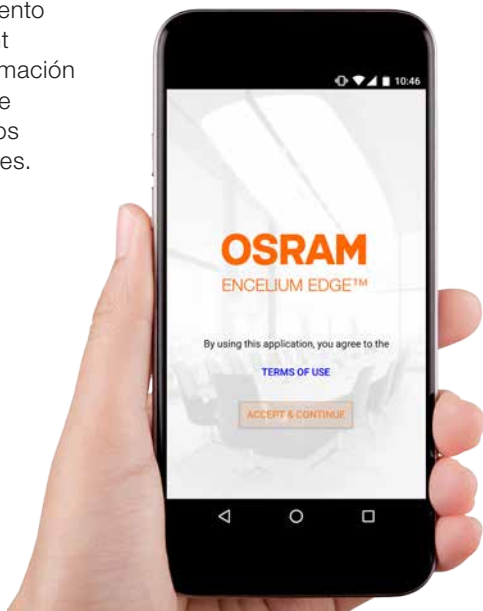 ento
nt
mación
e
os
es.
10:46
OSRAM
ENCELIUM EDGE™
By using this application, you agree to the
TERMS OF USE
ACCEPT & CONTINUE